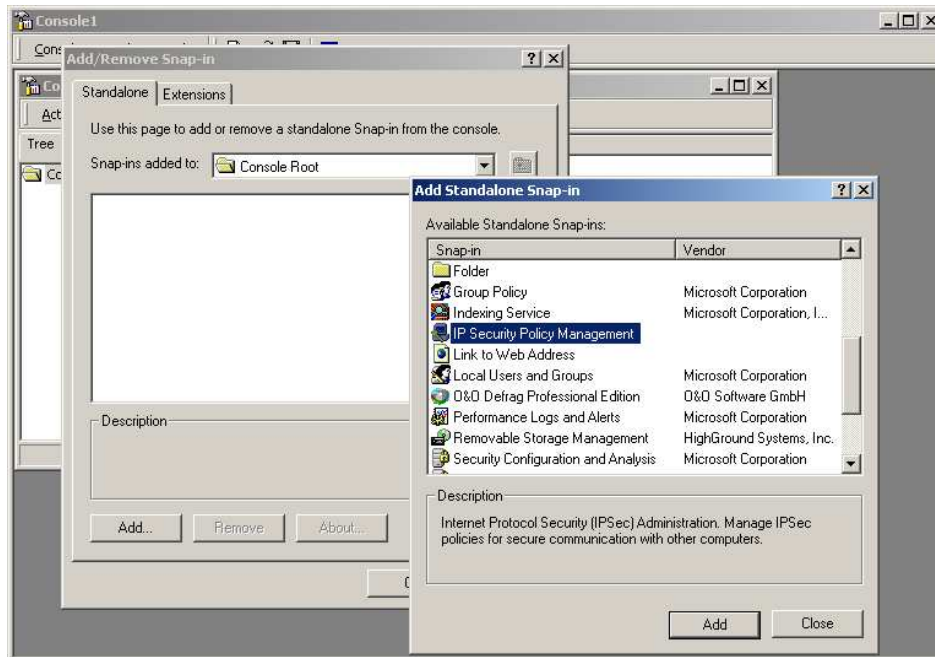 Console1
Add/Remove Snap-in
Standalone
Extensions
Tree
Use this page to add or remove a standalone Snap-in from the console.
Snap-ins added to:
Console Root
Add Standalone Snap-in
Available Standalone Snap-ins:
Snap-in Vendor
Folder
Group Policy Microsoft Corporation
Indexing Service Microsoft Corporation, I...
IP Security Policy Management
Link to Web Address
Local Users and Groups Microsoft Corporation
O&O Defrag Professional Edition O&O Software GmbH
Performance Logs and Alerts Microsoft Corporation
Removable Storage Management HighGround Systems, Inc.
Security Configuration and Analysis Microsoft Corporation
Description
Add... Remove About...
Description
Internet Protocol Security (IPSec) Administration. Manage IPSec
policies for secure communication with other computers.
Add Close